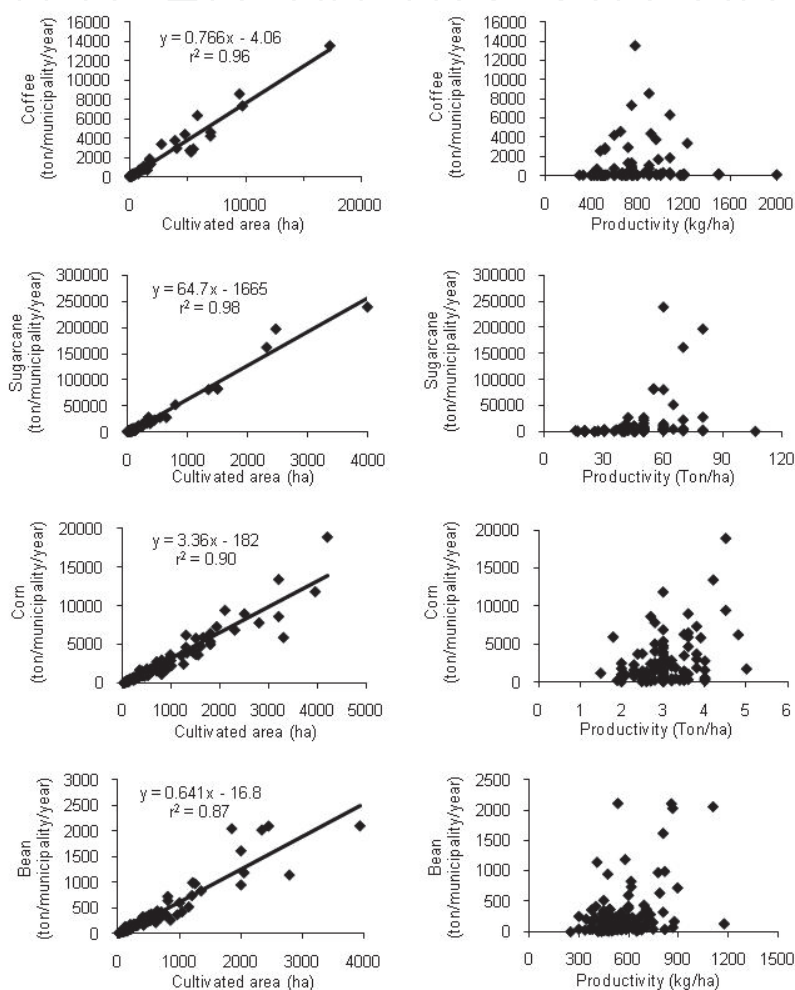 16000
14000
12000
10000
8000
6000
4000
2000
0
Coffee
(ton/municipality/year)
y = 0.766x - 4.06
r² = 0.96
0 10000 20000
Cultivated area (ha)
16000
14000
12000
10000
8000
6000
4000
2000
0
Coffee
(ton/municipality/year)
0 400 800 1200 1600 2000
Productivity (kg/ha)
300000
250000
200000
150000
100000
50000
0
Sugarcane
(ton/municipality/year)
y = 64.7x - 1665
r² = 0.98
0 1000 2000 3000 4000
Cultivated area (ha)
300000
250000
200000
150000
100000
50000
0
Sugarcane
(ton/municipality/year)
0 30 60 90 120
Productivity (Ton/ha)
20000
15000
10000
5000
0
Corn
(ton/municipality/year)
y = 3.36x - 182
r² = 0.90
0 1000 2000 3000 4000 5000
Cultivated area (ha)
20000
15000
10000
5000
0
Corn
(ton/municipality/year)
0 1 2 3 4 5 6
Productivity (Ton/ha)
3000
2500
2000
1500
1000
500
0
Bean
(ton/municipality/year)
y = 0.641x - 16.8
r² = 0.87
0 1000 2000 3000 4000
Cultivated area (ha)
2500
2000
1500
1000
500
0
Bean
(ton/municipality/year)
0 300 600 900 1200 1500
Productivity (kg/ha)